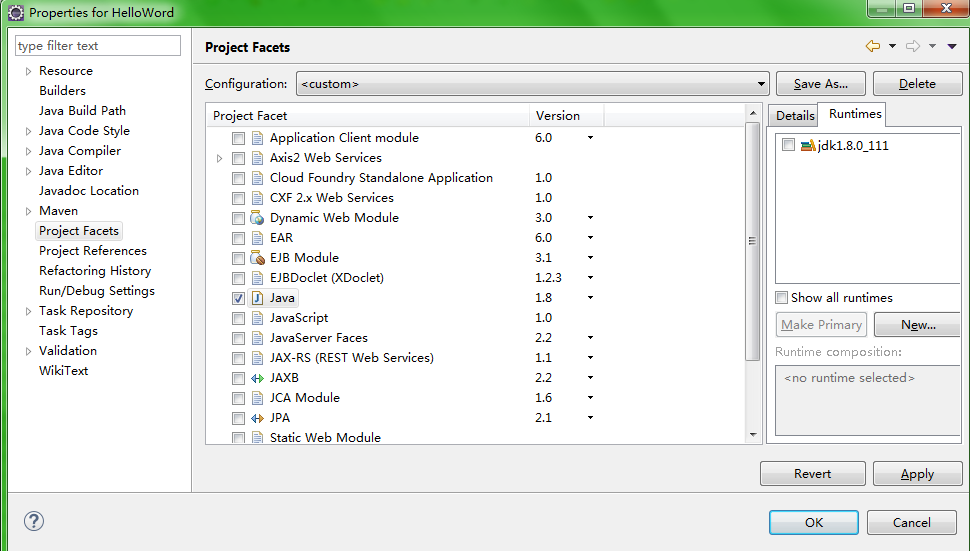 Properties for HelloWord
type filter text
Resource
Builders
Java Build Path
Java Code Style
Java Compiler
Java Editor
Javadoc Location
Maven
Project Facets
Project References
Refactoring History
Run/Debug Settings
Task Repository
Task Tags
Validation
WikiText
Project Facets
Configuration: <custom> Save As... Delete
Project Facet Version
Application Client module 6.0
Axis2 Web Services
Cloud Foundry Standalone Application 1.0
CXF 2.x Web Services 1.0
Dynamic Web Module 3.0
EAR 6.0
EJB Module 3.1
EJBDoclet (XDoclet) 1.2.3
Java 1.8
JavaScript 1.0
JavaServer Faces 2.2
JAX-RS (REST Web Services) 1.1
JAXB 2.2
JCA Module 1.6
JPA 2.1
Static Web Module
Details Runtimes
jdk1.8.0_111
Show all runtimes
Make Primary New...
Runtime composition:
<no runtime selected>
Revert Apply
OK Cancel